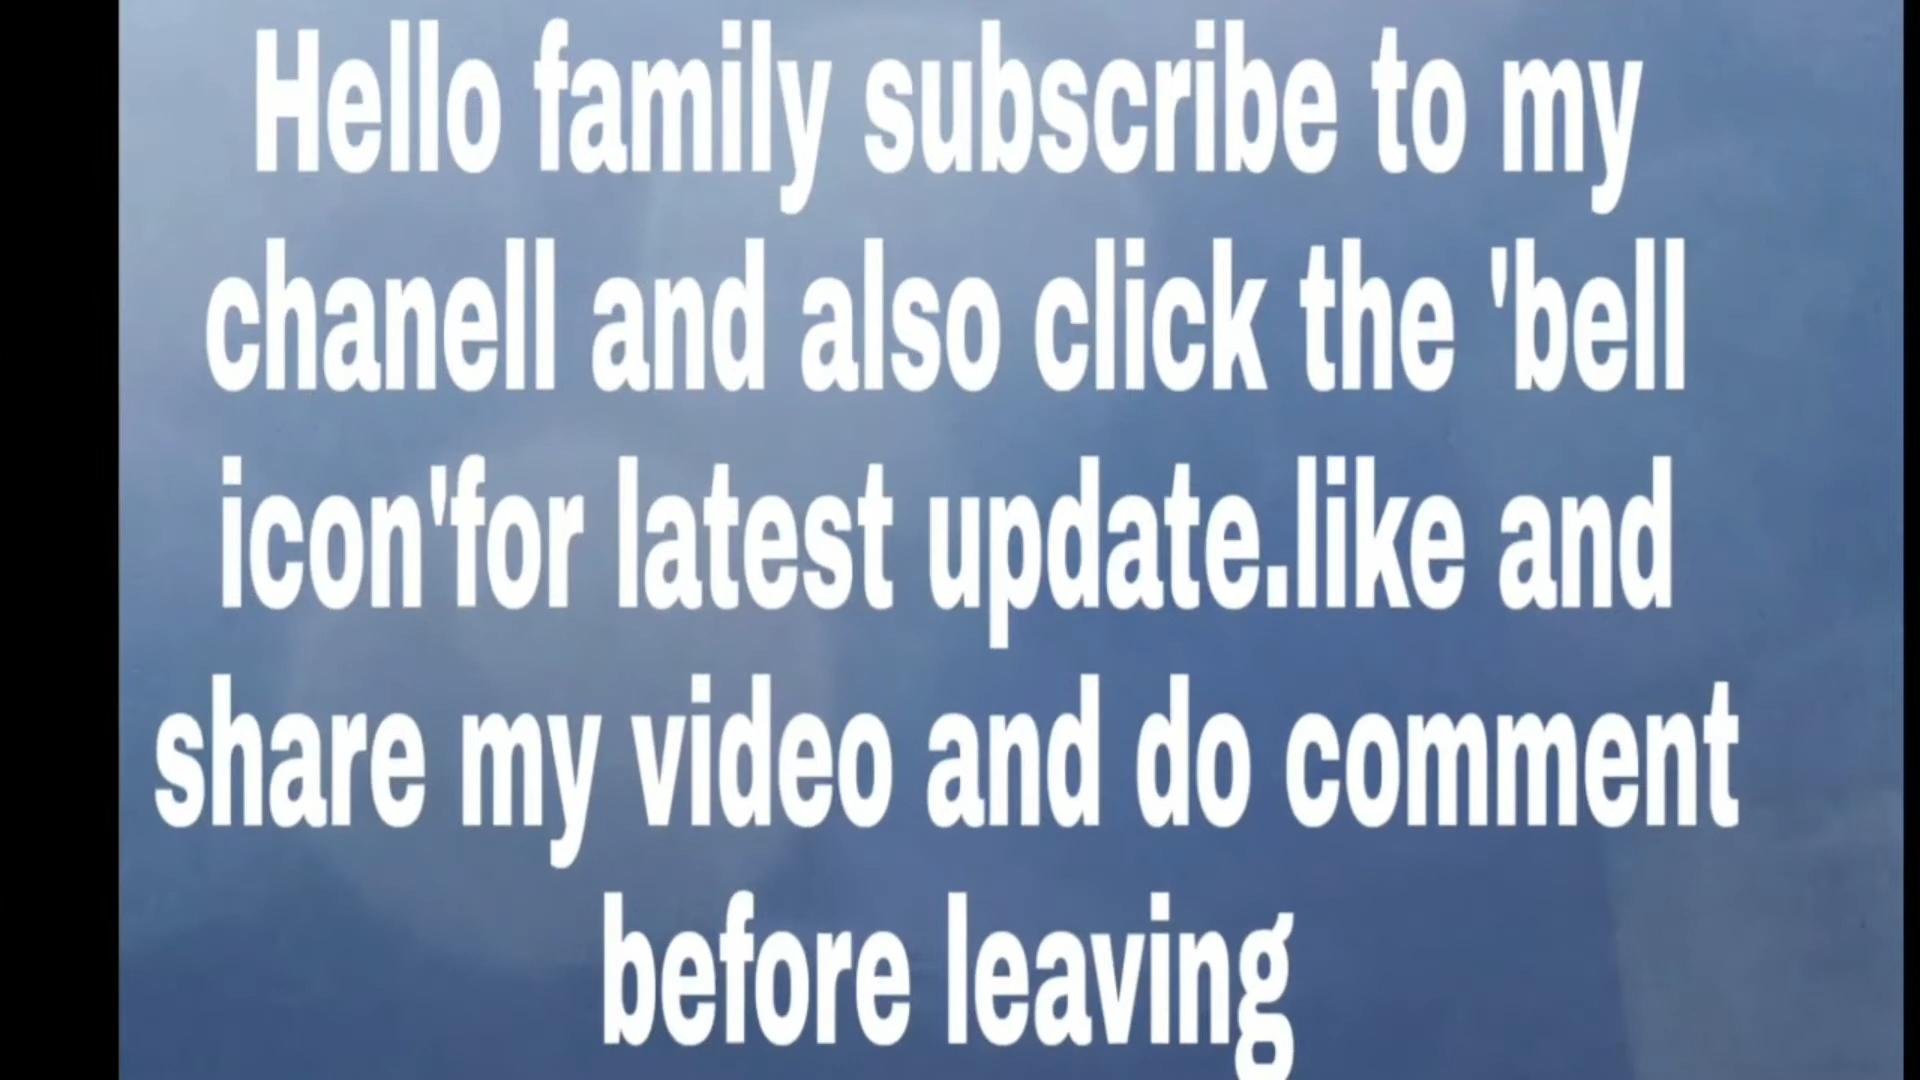 Hello family subscribe to my
chanell and also click the 'bell
icon'for latest update.like and
share my video and do comment
before leaving